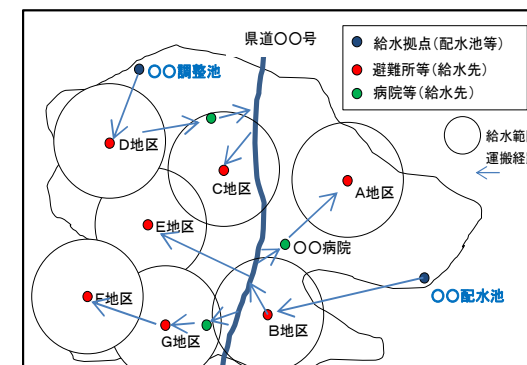 県道〇〇号
給水拠点(配水池等)
避難所等(給水先)
病院等(給水先)
〇〇調整池
給水範
運搬経
D地区
C地区
A地区
E地区
〇〇病院
〇〇配水池
F地区
B地区
G地区